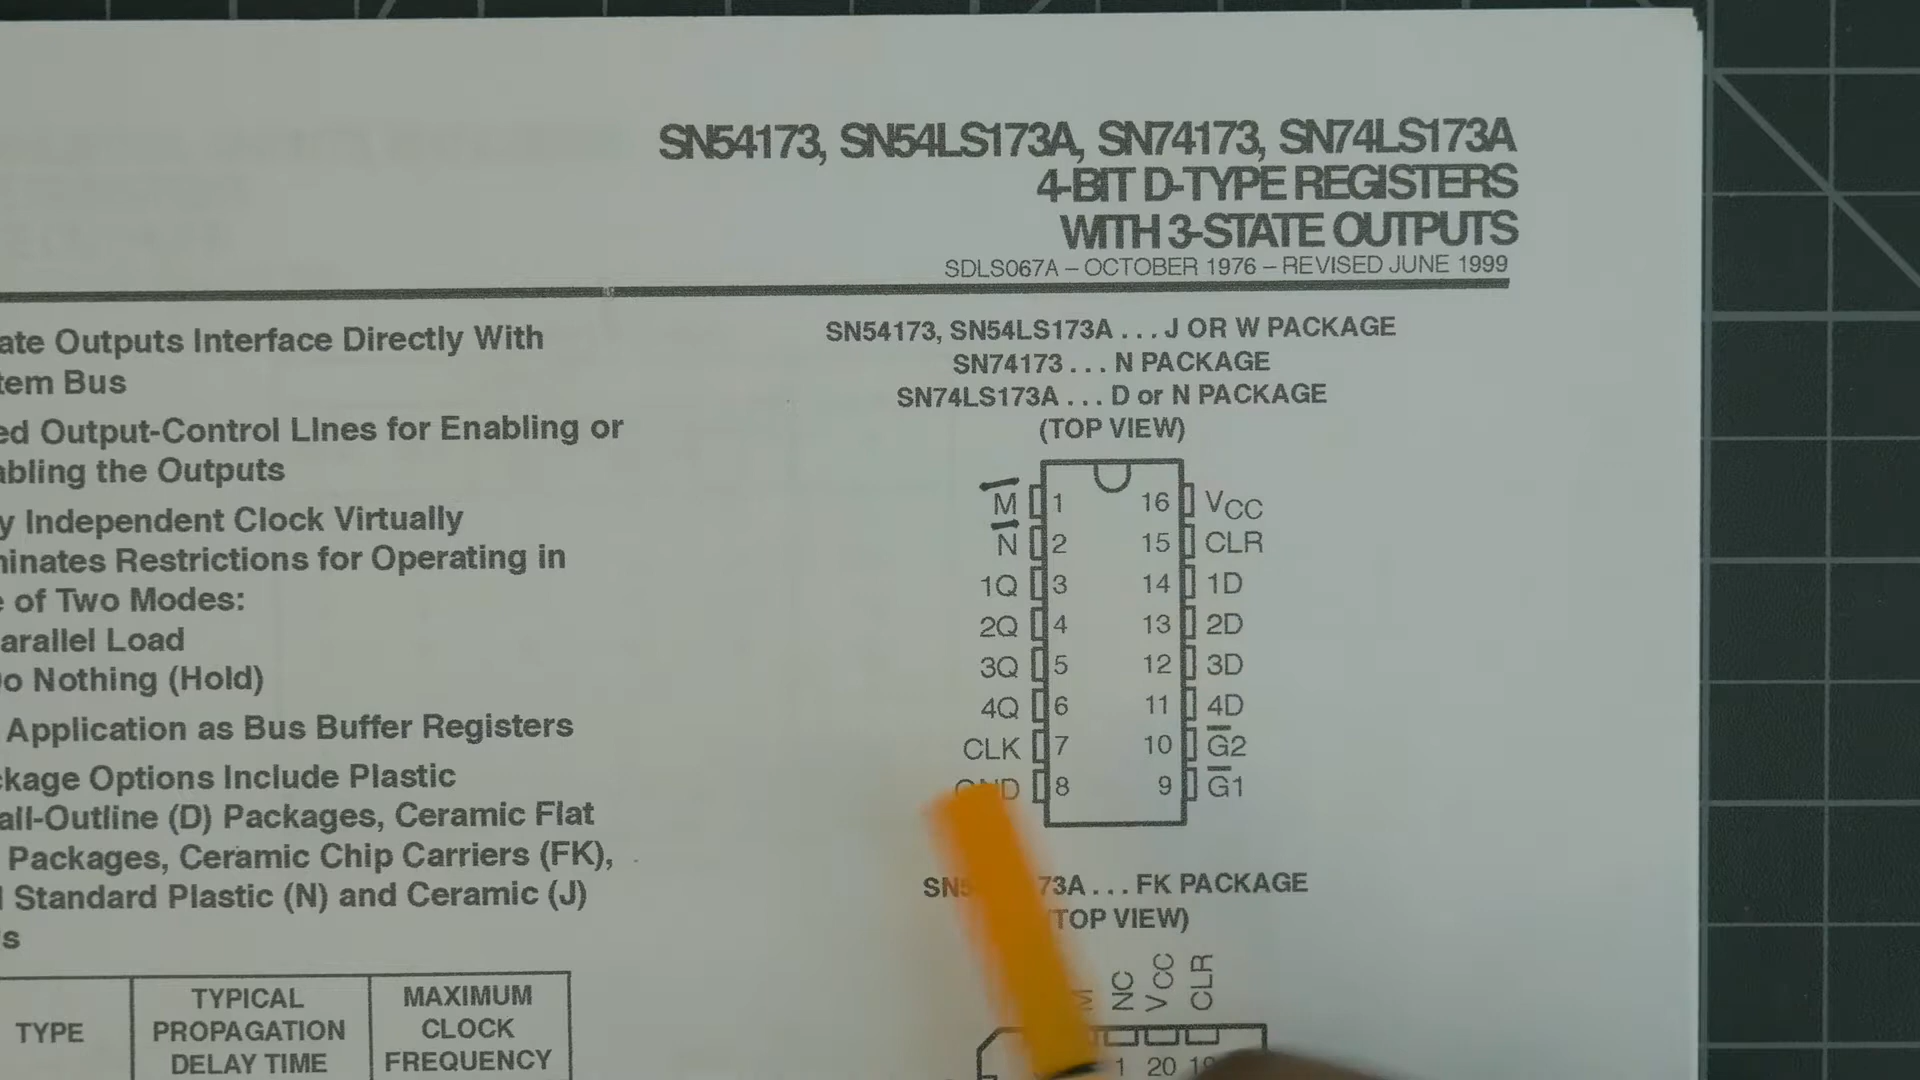 SN54173, SN54LS173A, SN74173, SN74LS173A
4-BIT D-TYPE REGISTERS
WITH 3-STATE OUTPUTS
SDLS067A – OCTOBER 1976 – REVISED JUNE 1999
ate Outputs Interface Directly With
tem Bus
ed Output-Control LInes for Enabling or
abling the Outputs
y Independent Clock Virtually
minates Restrictions for Operating in
e of Two Modes:
arallel Load
Do Nothing (Hold)
Application as Bus Buffer Registers
ckage Options Include Plastic
all-Outline (D) Packages, Ceramic Flat
Packages, Ceramic Chip Carriers (FK),
Standard Plastic (N) and Ceramic (J)
s
TYPE
TYPICAL
PROPAGATION
DELAY TIME
MAXIMUM
CLOCK
FREQUENCY
SN54173, SN54LS173A . . . J OR W PACKAGE
SN74173 . . . N PACKAGE
SN74LS173A . . . D or N PACKAGE
(TOP VIEW)
M̅ 1 16 VCC
N̅ 2 15 CLR
1Q 3 14 1D
2Q 4 13 2D
3Q 5 12 3D
4Q 6 11 4D
CLK 7 10 G̅2
8 9 G̅1
73A . . . FK PACKAGE
(TOP VIEW)
NC VCC CLR
1 20